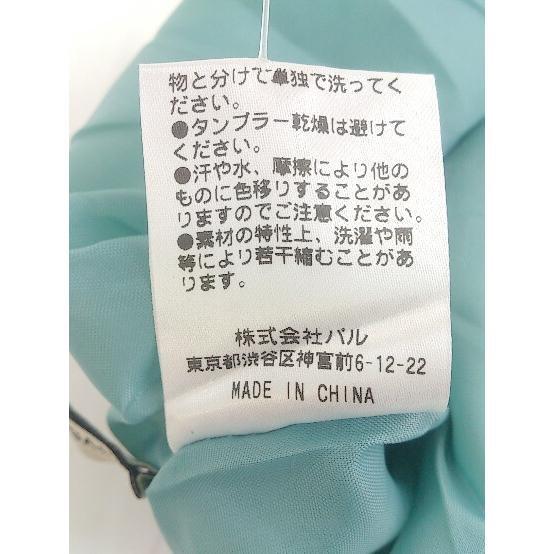 物と分けて単独で洗ってく
ださい。
●タンブラー乾燥は避けて
ください。
●汗や水、摩擦により他の
ものに色移りすることがあ
りますのでご注意ください。
●素材の特性上、洗濯や雨
等により若干縮むことがあ
ります。
株式会社パル
東京都渋谷区神宮前6-12-22
MADE IN CHINA